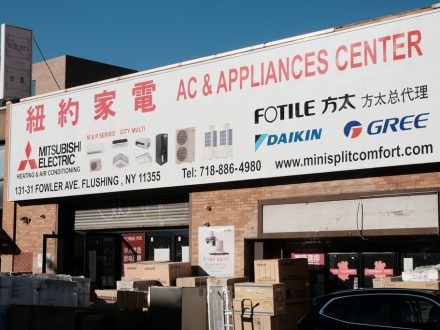 紐約家電 AC & APPLIANCES CENTER
MITSUBISHI
ELECTRIC
HEATING & AIR CONDITIONING
M & P SERIES CITY MULTI
FOTILE 方太 方太总代理
DAIKIN GREE
131-31 FOWLER AVE. FLUSHING , NY 11355
Tel: 718-886-4980 www.minisplitcomfort.com